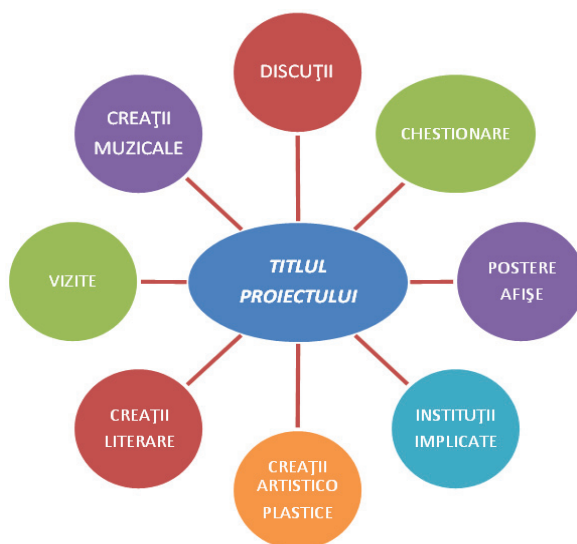 DISCUŢII
CREAŢII
MUZICALE
CHESTIONARE
VIZITE
TITLUL
PROIECTULUI
POSTERE
AFIŞE
CREAŢII
LITERARE
INSTITUŢII
IMPLICATE
CREAŢII
ARTISTICO
PLASTICE